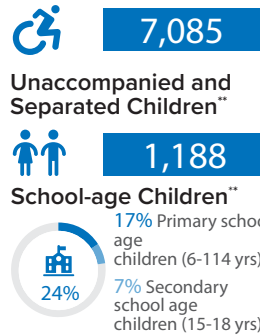 7,085
Unaccompanied and
Separated Children**
1,188
School-age Children**
17% Primary schoo
age
children (6-114 yrs)
24%
7% Secondary
school age
children (15-18 yrs)